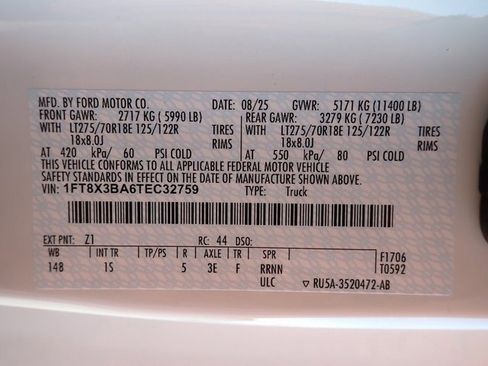 MFD. BY FORD MOTOR CO. 08/25 GVWR: 5171 KG (11400 LB)
FRONT GAWR: 2717 KG ( 5990 LB) REAR GAWR: 3279 KG ( 7230 LB)
LT275/70R18E 125/122R TIRES LT275/70R18E 125/122R TIRES
18x8.0J RIMS 18x8.0J RIMS
AT 420 kPa/ 60 PSI COLD AT 550 kPa/ 80 PSI COLD
THIS VEHICLE CONFORMS TO ALL APPLICABLE FEDERAL MOTOR VEHICLE
SAFETY STANDARDS IN EFFECT ON THE DATE OF MANUFACTURE SHOWN ABOVE.
VIN: 1FT8X3BA6TEC32759 TYPE: Truck
EXT PNT: Z1 RC: 44 DSO:
WB INT TR TP/PS R AXLE TR SPR F1706
148 1S 5 3E F RRNN T0592
ULC ▽ RU5A-3520472-AB